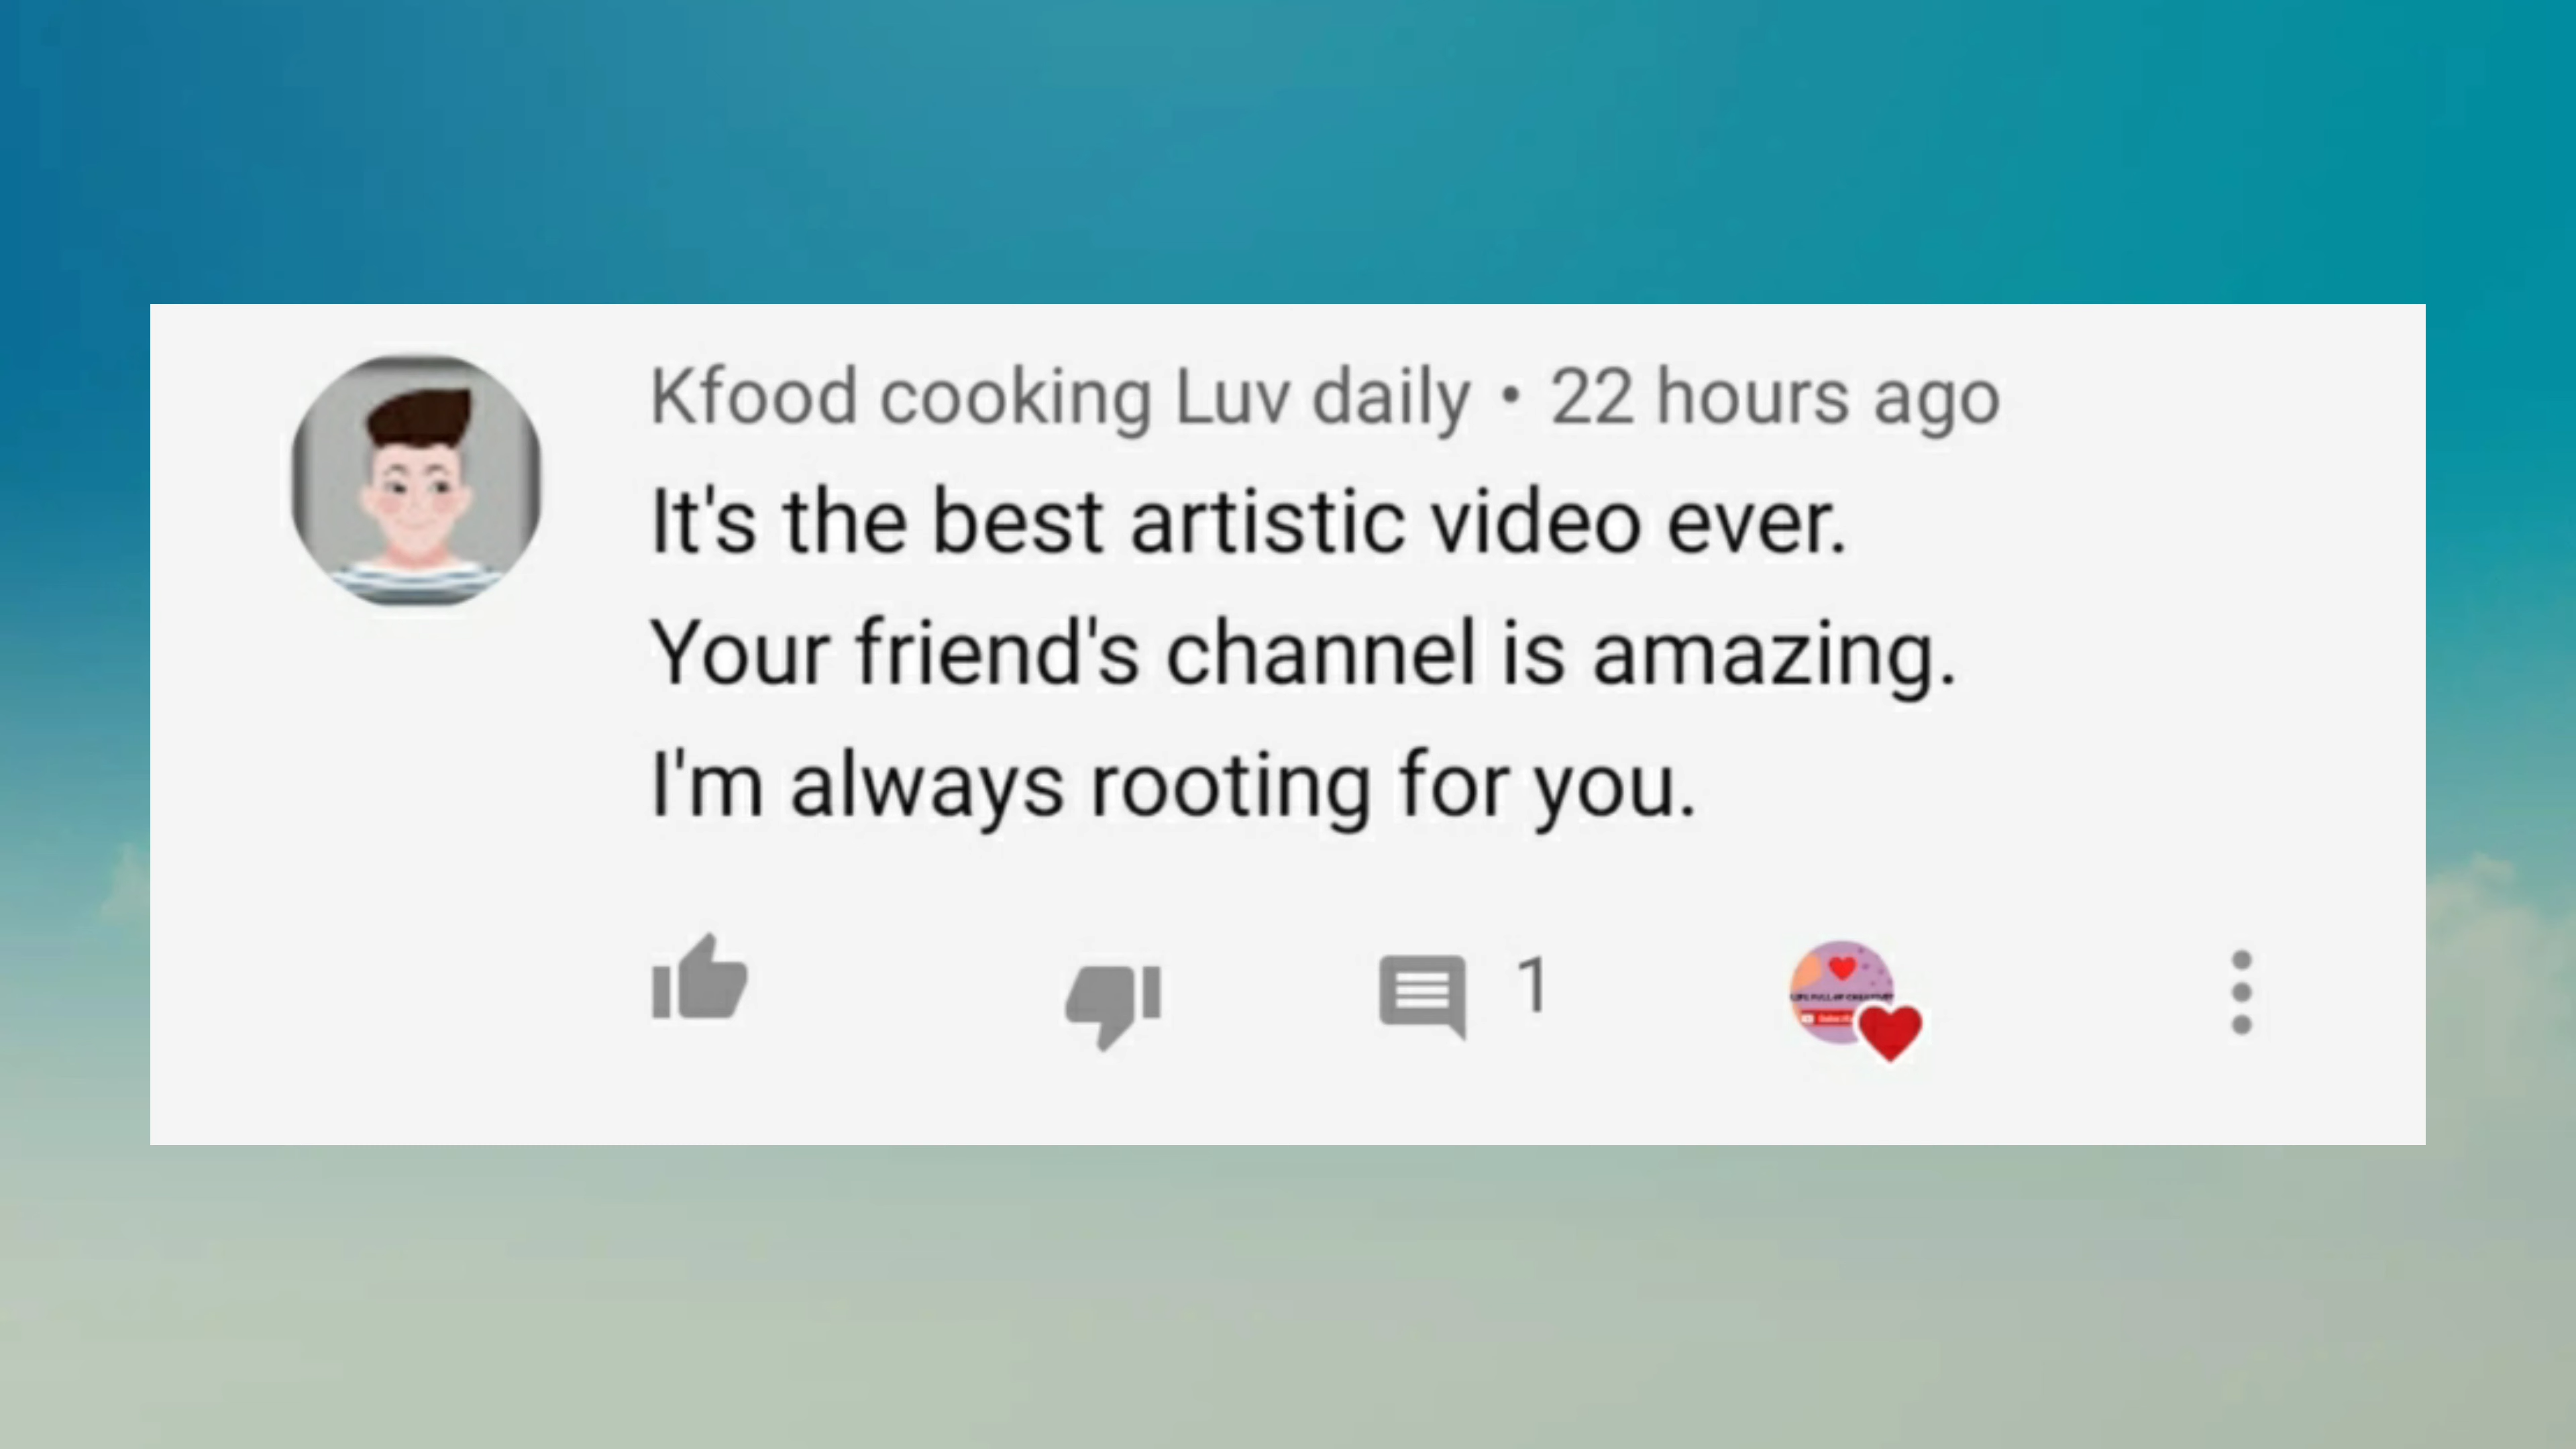 Kfood cooking Luv daily • 22 hours ago
It's the best artistic video ever.
Your friend's channel is amazing.
I'm always rooting for you.
1